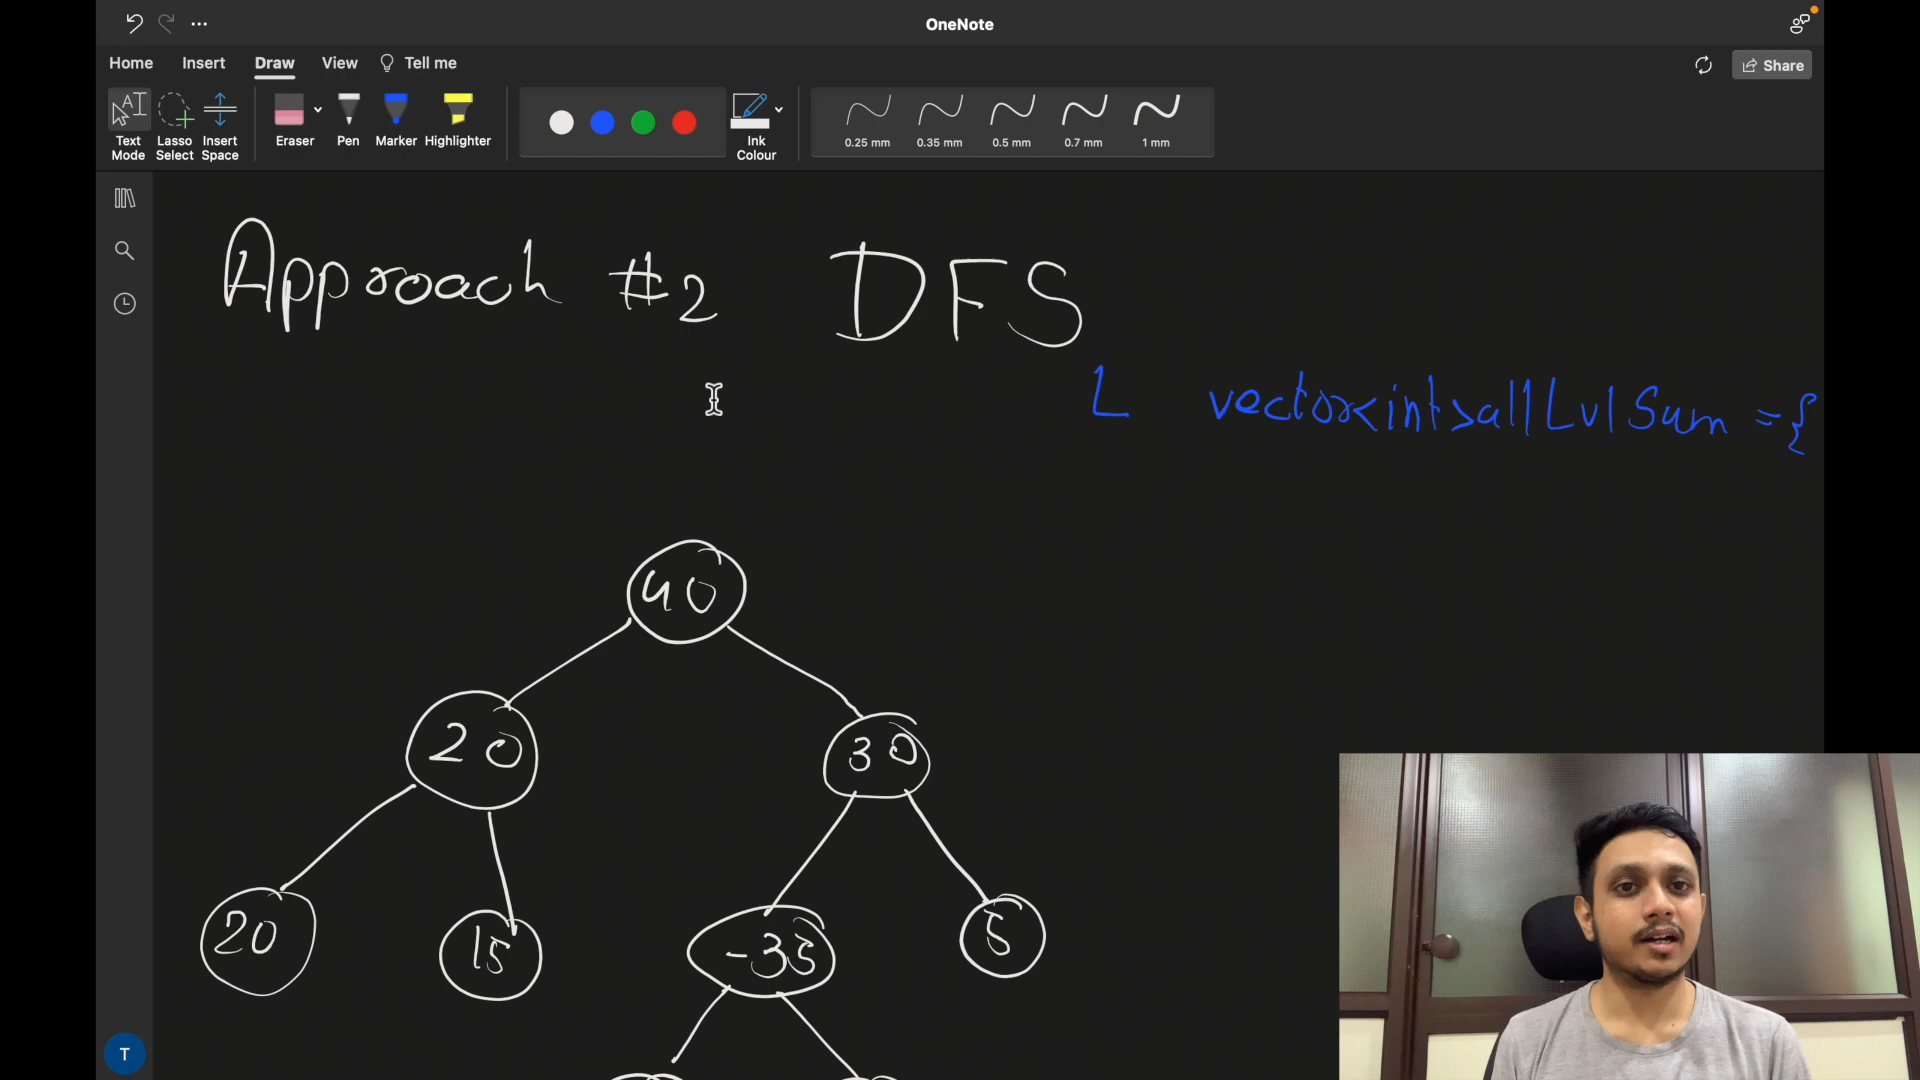 OneNote
Home Insert Draw View Tell me
Share
Text Mode
Lasso Select
Insert Space
Eraser
Pen
Marker
Highlighter
Ink Colour
0.25 mm
0.35 mm
0.5 mm
0.7 mm
1 mm
Approach #2 DFS
L vector<int>allLvlSum = {
40
20 30
20 15 -35 5
T